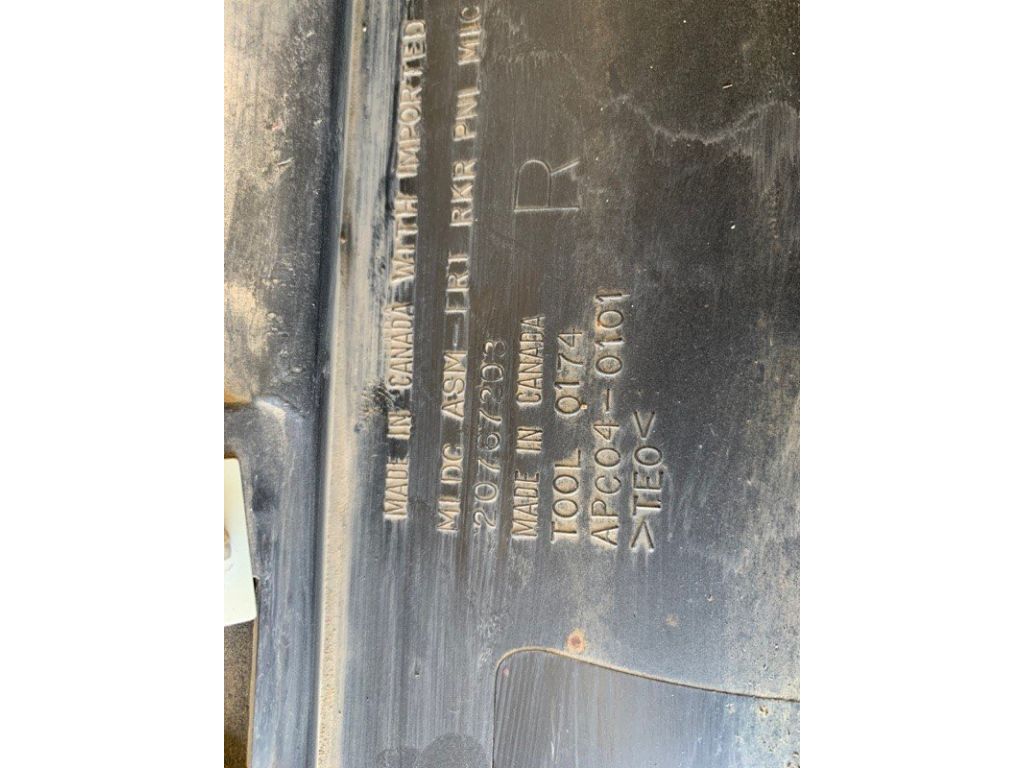 MADE IN CANADA WITH IMPORTED
MLDG ASM-FRT RKR PNL MIC
20767203
R
MADE IN CANADA
TOOL 0174
APC04-0101
>TEO<